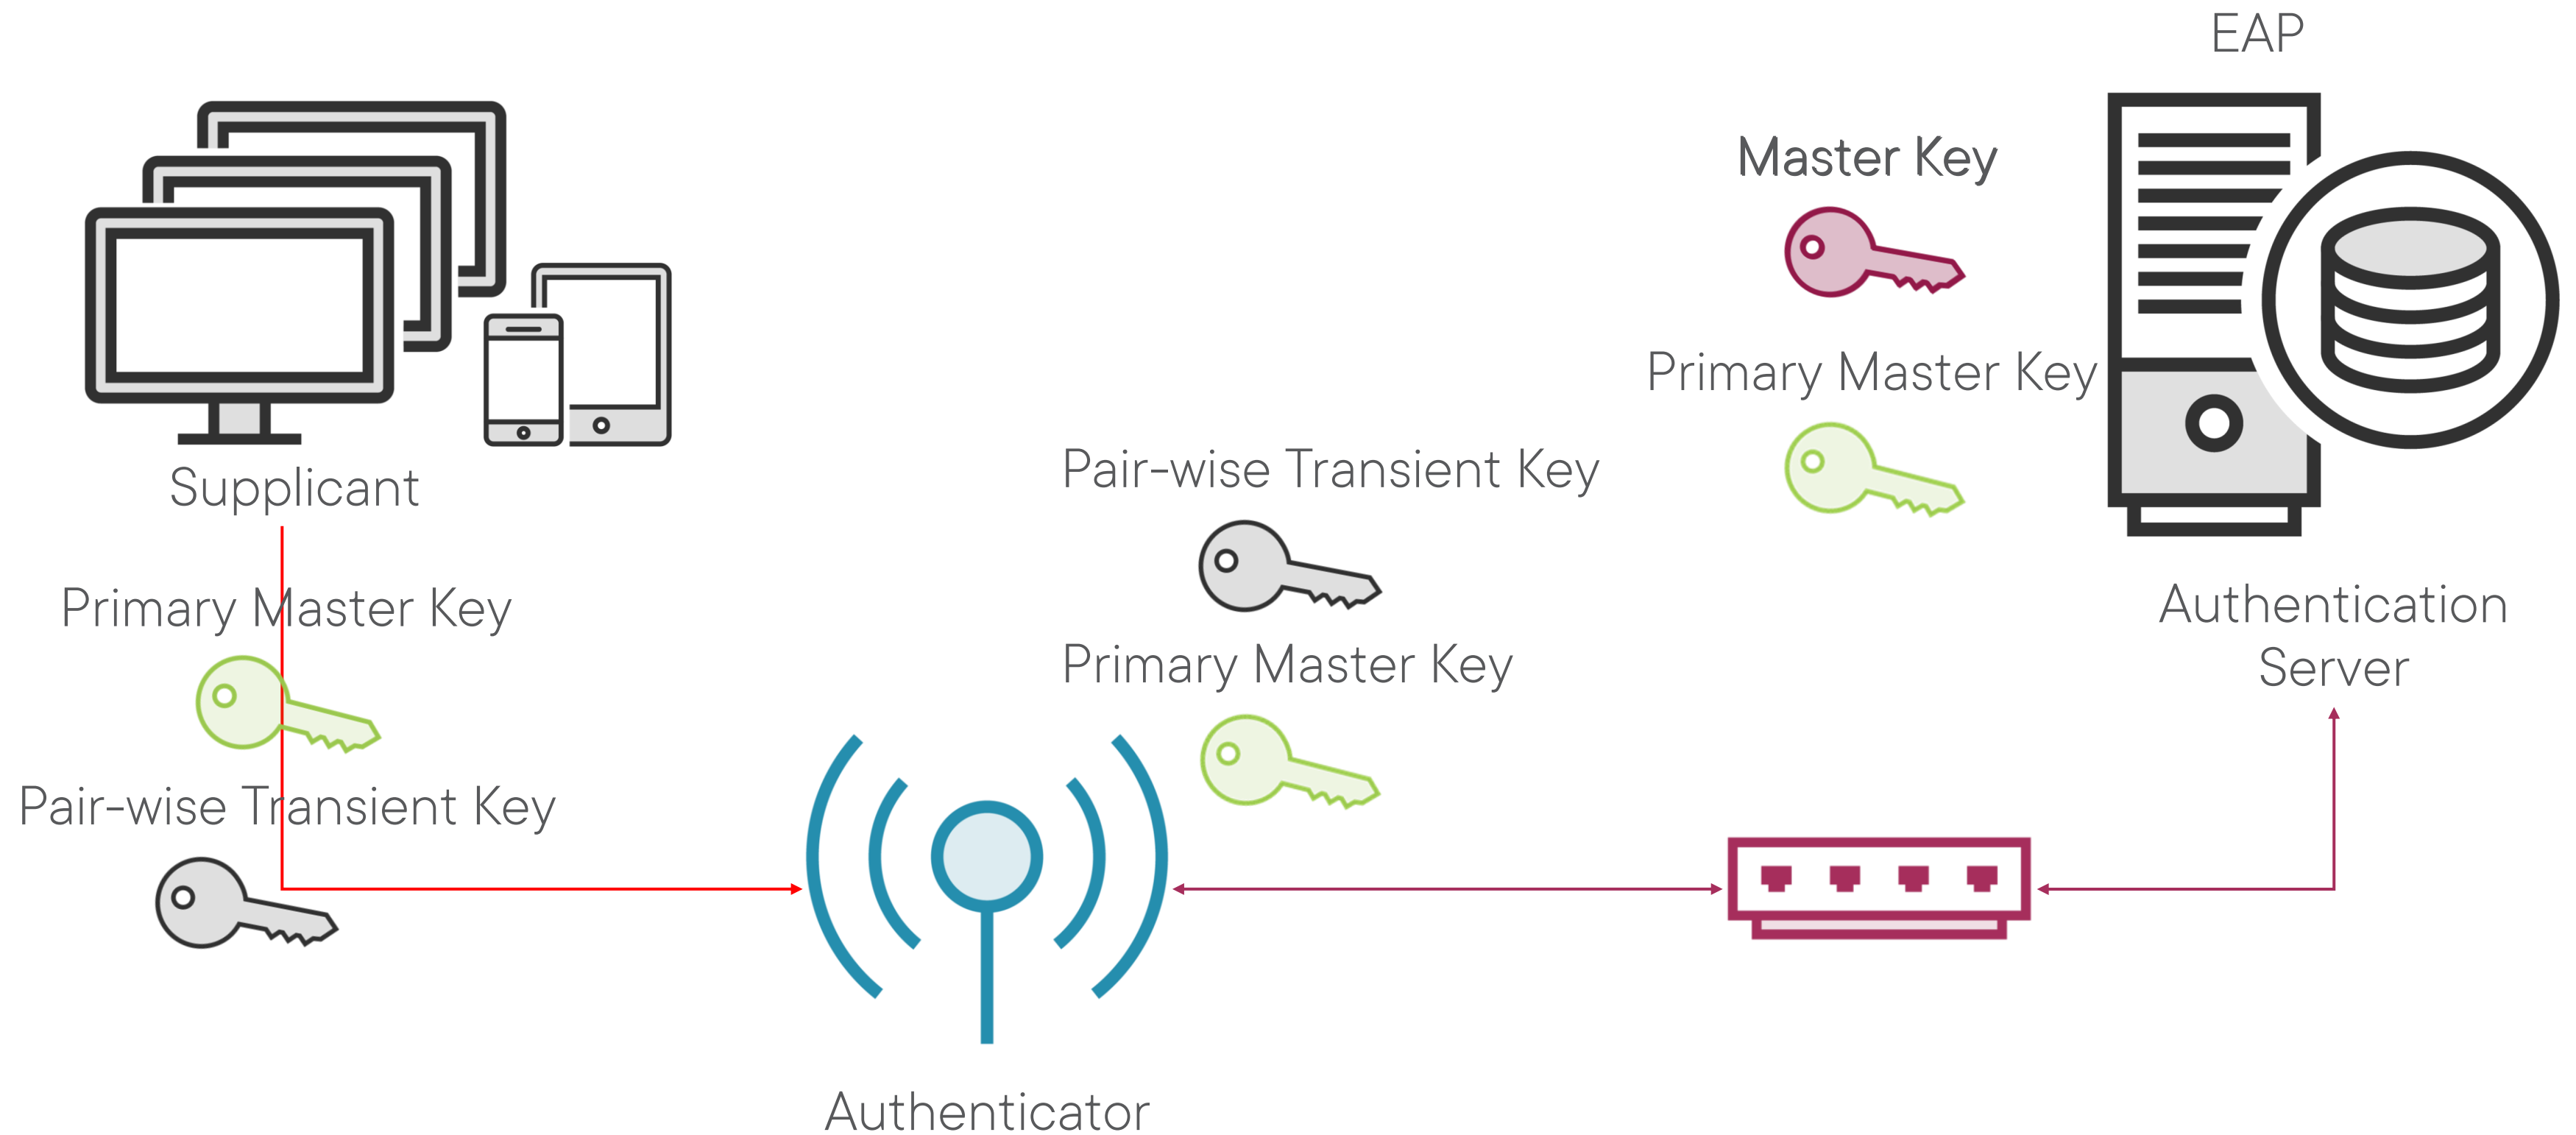 EAP
Master Key
Primary Master Key
Pair-wise Transient Key
Supplicant
Primary Master Key
Authentication
Server
Primary Master Key
Pair-wise Transient Key
Authenticator